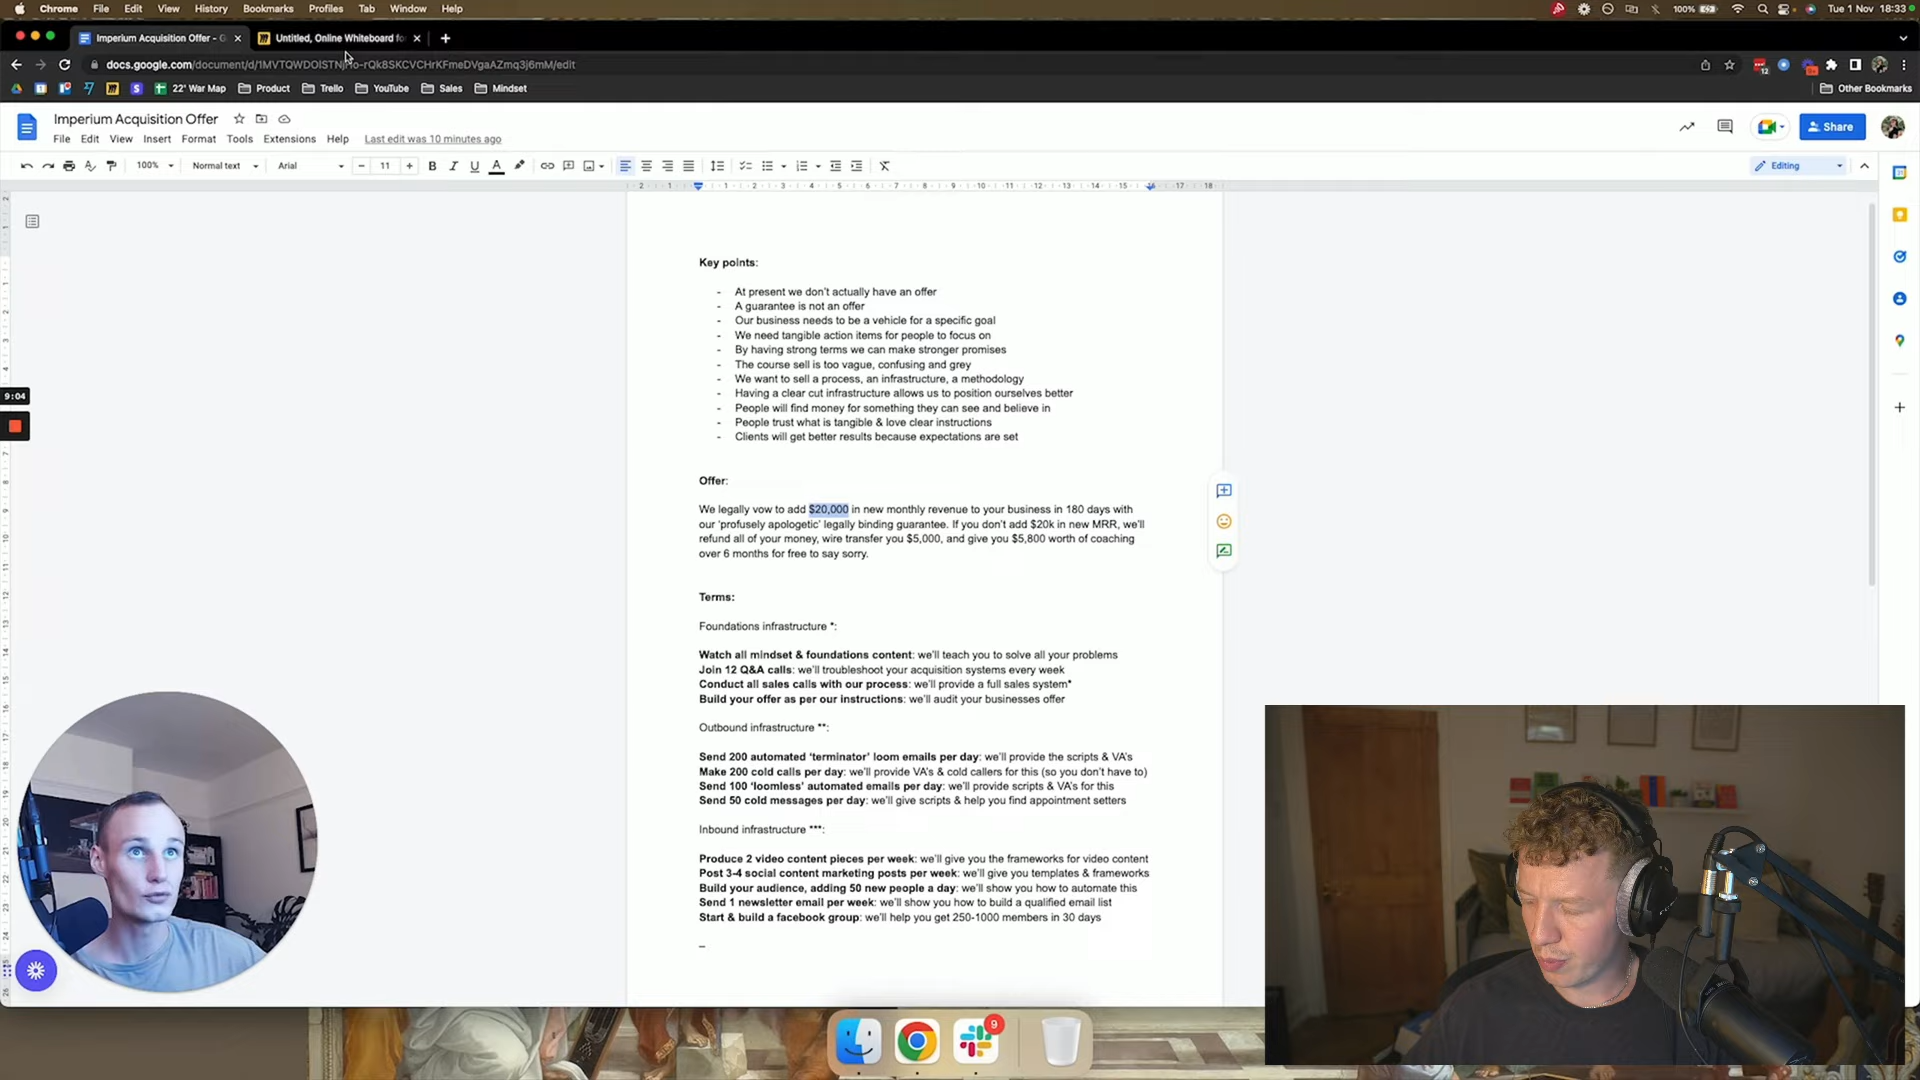 Chrome File Edit View History Bookmarks Profiles Tab Window Help
100% Tue 1 Nov 18:33
Imperium Acquisition Offer - G
Untitled, Online Whiteboard fo
22' War Map Product Trello YouTube Sales Mindset Other Bookmarks
Imperium Acquisition Offer
File Edit View Insert Format Tools Extensions Help Last edit was 10 minutes ago
Share
100% Normal text Arial 11 Editing
Key points:
- At present we don't actually have an offer
- A guarantee is not an offer
- Our business needs to be a vehicle for a specific goal
- We need tangible action items for people to focus on
- By having strong terms we can make stronger promises
- The course sell is too vague, confusing and grey
- We want to sell a process, an infrastructure, a methodology
- Having a clear cut infrastructure allows us to position ourselves better
- People will find money for something they can see and believe in
- People trust what is tangible & love clear instructions
- Clients will get better results because expectations are set
9:04
Offer:
We legally vow to add $20,000 in new monthly revenue to your business in 180 days with
our 'profusely apologetic' legally binding guarantee. If you don't add $20k in new MRR, we'll
refund all of your money, wire transfer you $5,000, and give you $5,800 worth of coaching
over 6 months for free to say sorry.
Terms:
Foundations infrastructure *:
Watch all mindset & foundations content: we'll teach you to solve all your problems
Join 12 Q&A calls: we'll troubleshoot your acquisition systems every week
Conduct all sales calls with our process: we'll provide a full sales system*
Build your offer as per our instructions: we'll audit your businesses offer
Outbound infrastructure **:
Send 200 automated 'terminator' loom emails per day: we'll provide the scripts & VA's
Make 200 cold calls per day: we'll provide VA's & cold callers for this (so you don't have to)
Send 100 'loomless' automated emails per day: we'll provide scripts & VA's for this
Send 50 cold messages per day: we'll give scripts & help you find appointment setters
Inbound infrastructure ***:
Produce 2 video content pieces per week: we'll give you the frameworks for video content
Post 3-4 social content marketing posts per week: we'll give you templates & frameworks
Build your audience, adding 50 new people a day: we'll show you how to automate this
Send 1 newsletter email per week: we'll show you how to build a qualified email list
Start & build a facebook group: we'll help you get 250-1000 members in 30 days
–
9